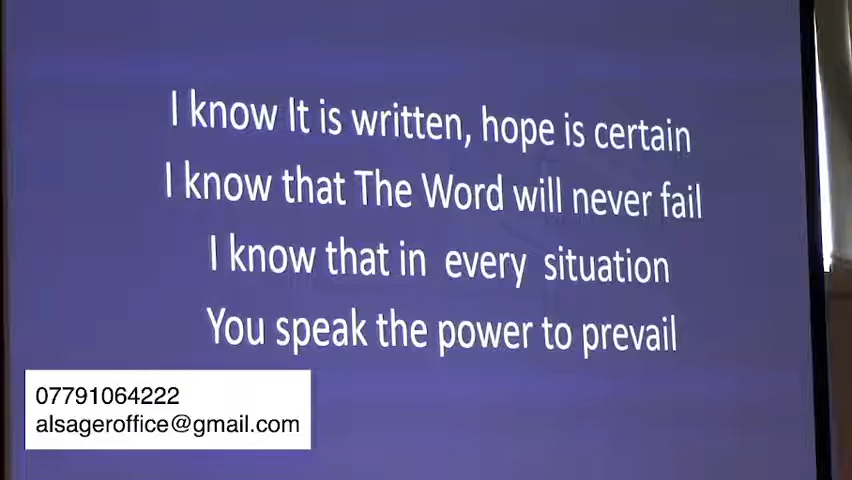 I know It is written, hope is certain
I know that The Word will never fail
I know that in every situation
You speak the power to prevail
07791064222
alsageroffice@gmail.com